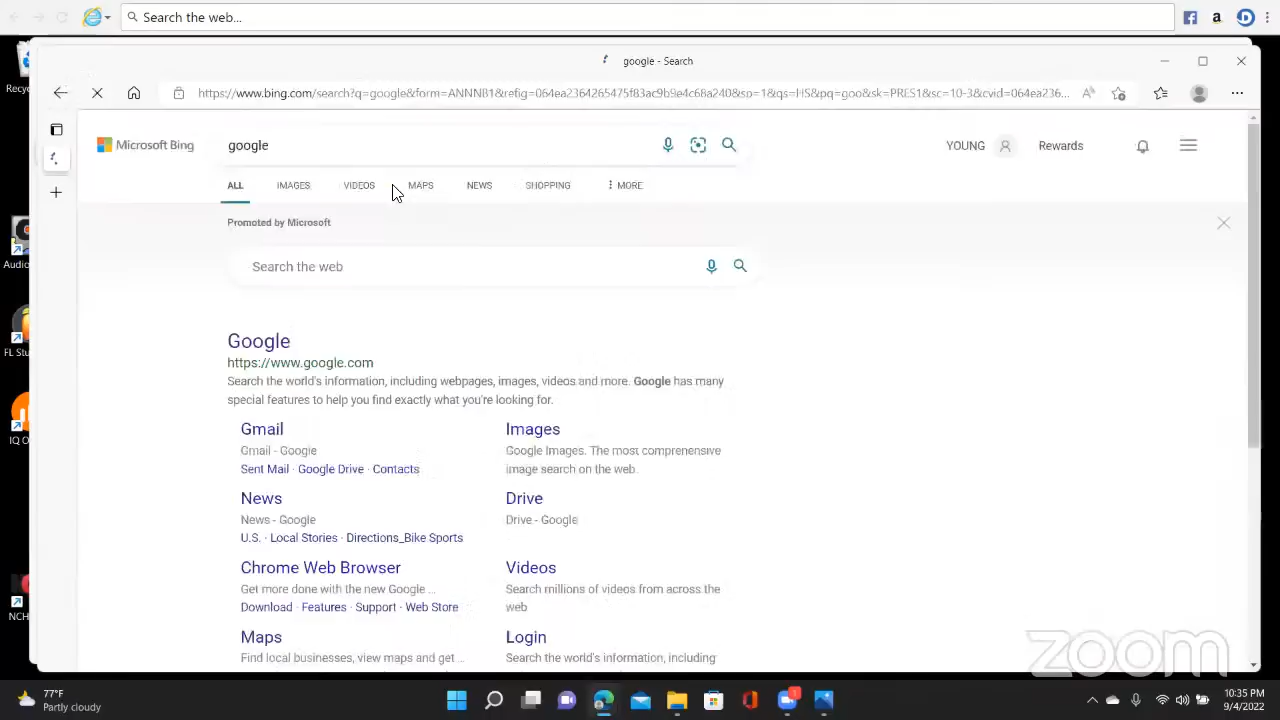 Search the web...
google - Search
https://www.bing.com/search?q=google&form=ANNNB1&refig=064ea2364265475f83ac9b9e4c68a240&sp=1&qs=HS&pq=goo&sk=PRES1&sc=10-3&cvid=064ea236...
Microsoft Bing
google
YOUNG
Rewards
ALL IMAGES VIDEOS MAPS NEWS SHOPPING MORE
Promoted by Microsoft
Search the web
Google
https://www.google.com
Search the world's information, including webpages, images, videos and more. Google has many
special features to help you find exactly what you're looking for.
Gmail
Gmail - Google
Sent Mail · Google Drive · Contacts
Images
Google Images. The most comprehensive
image search on the web.
News
News - Google
U.S. · Local Stories · Directions_Bike Sports
Drive
Drive - Google
Chrome Web Browser
Get more done with the new Google ...
Download · Features · Support · Web Store
Videos
Search millions of videos from across the
web
Maps
Find local businesses, view maps and get ...
Login
Search the world's information, including
Recyc
Audio
FL Stu
IQ O
NCH
zoom
77°F
Partly cloudy
1
10:35 PM
9/4/2022